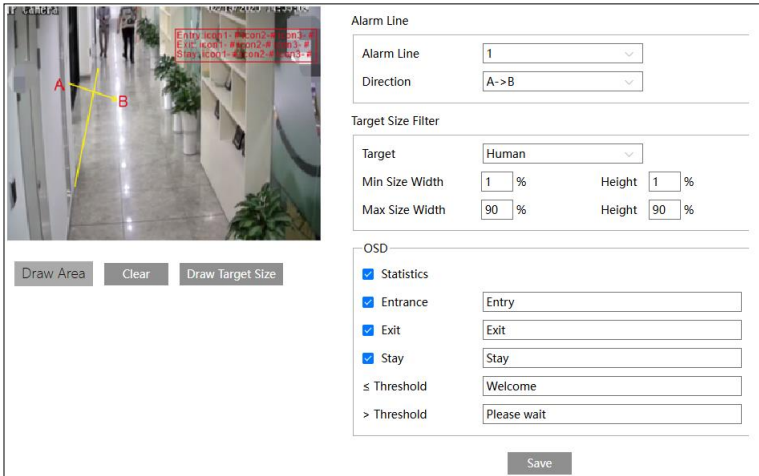 IP Camera
Entry:icon1-# icon2-# icon3-#
Exit:icon1-# icon2-# icon3-#
Stay:icon1-# icon2-# icon3-#
A
B
Draw Area Clear Draw Target Size
Alarm Line
Alarm Line 1
Direction A->B
Target Size Filter
Target Human
Min Size Width 1 % Height 1 %
Max Size Width 90 % Height 90 %
OSD
Statistics
Entrance Entry
Exit Exit
Stay Stay
≤ Threshold Welcome
> Threshold Please wait
Save